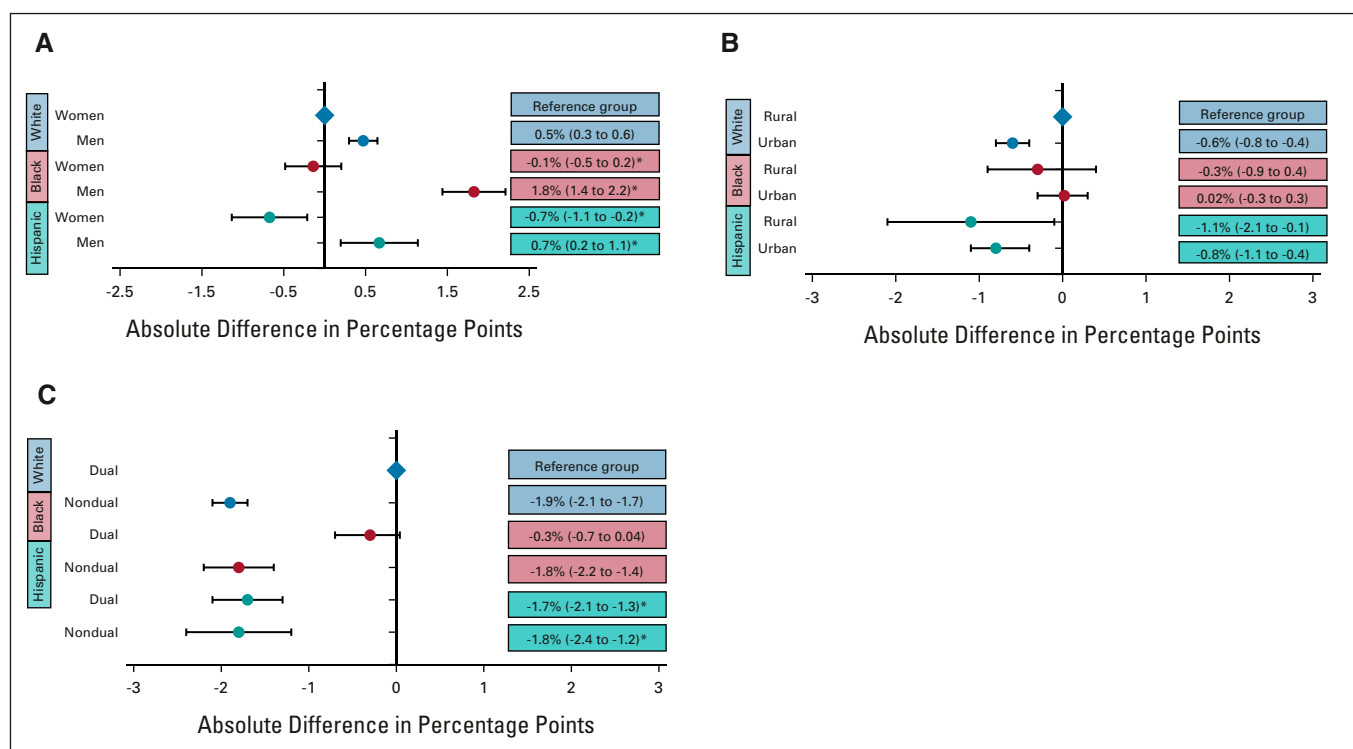 A
White
Women
Reference group
Men
0.5% (0.3 to 0.6)
Black
Women
-0.1% (-0.5 to 0.2)*
Men
1.8% (1.4 to 2.2)*
Hispanic
Women
-0.7% (-1.1 to -0.2)*
Men
0.7% (0.2 to 1.1)*
-2.5 -1.5 -0.5 0.5 1.5 2.5
Absolute Difference in Percentage Points
B
White
Rural
Reference group
Urban
-0.6% (-0.8 to -0.4)
Black
Rural
-0.3% (-0.9 to 0.4)
Urban
0.02% (-0.3 to 0.3)
Hispanic
Rural
-1.1% (-2.1 to -0.1)
Urban
-0.8% (-1.1 to -0.4)
-3 -2 -1 0 1 2 3
Absolute Difference in Percentage Points
C
White
Dual
Reference group
Black
Nondual
-1.9% (-2.1 to -1.7)
Dual
-0.3% (-0.7 to 0.04)
Hispanic
Nondual
-1.8% (-2.2 to -1.4)
Dual
-1.7% (-2.1 to -1.3)*
Nondual
-1.8% (-2.4 to -1.2)*
-3 -2 -1 0 1 2 3
Absolute Difference in Percentage Points